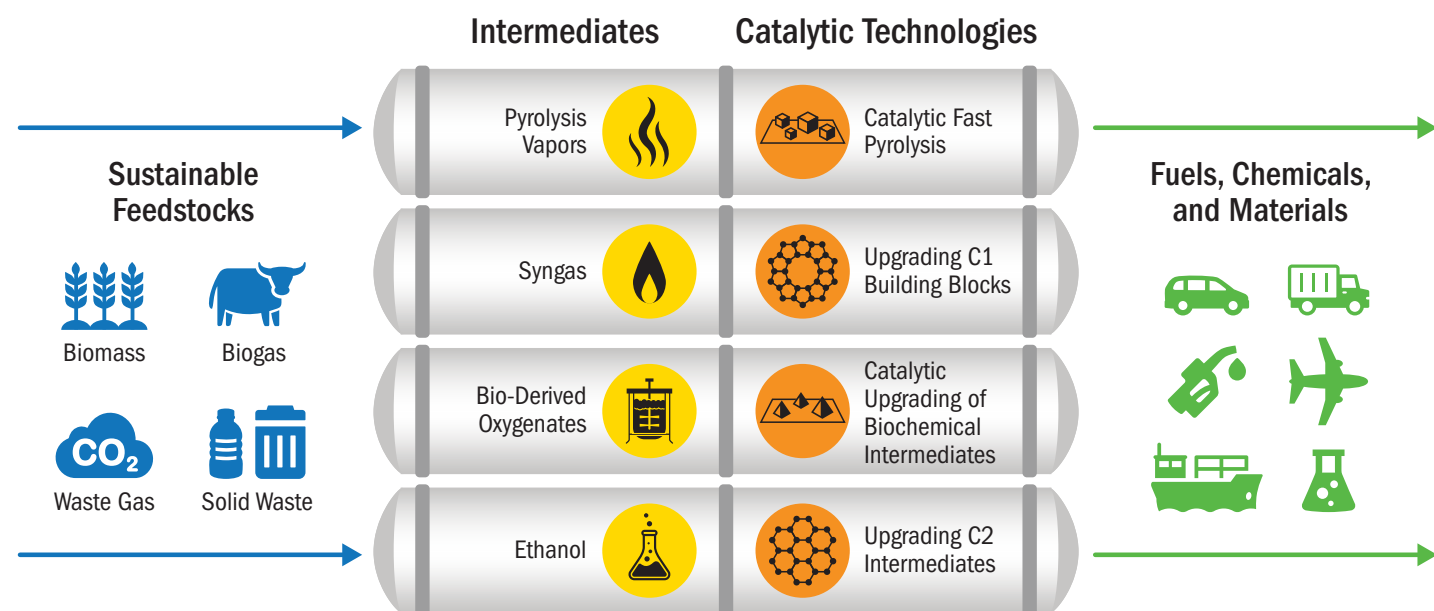 Intermediates
Catalytic Technologies
Sustainable
Feedstocks
Biomass
Biogas
CO₂
Waste Gas
Solid Waste
Pyrolysis
Vapors
Catalytic Fast
Pyrolysis
Syngas
Upgrading C1
Building Blocks
Bio-Derived
Oxygenates
Catalytic
Upgrading of
Biochemical
Intermediates
Ethanol
Upgrading C2
Intermediates
Fuels, Chemicals,
and Materials